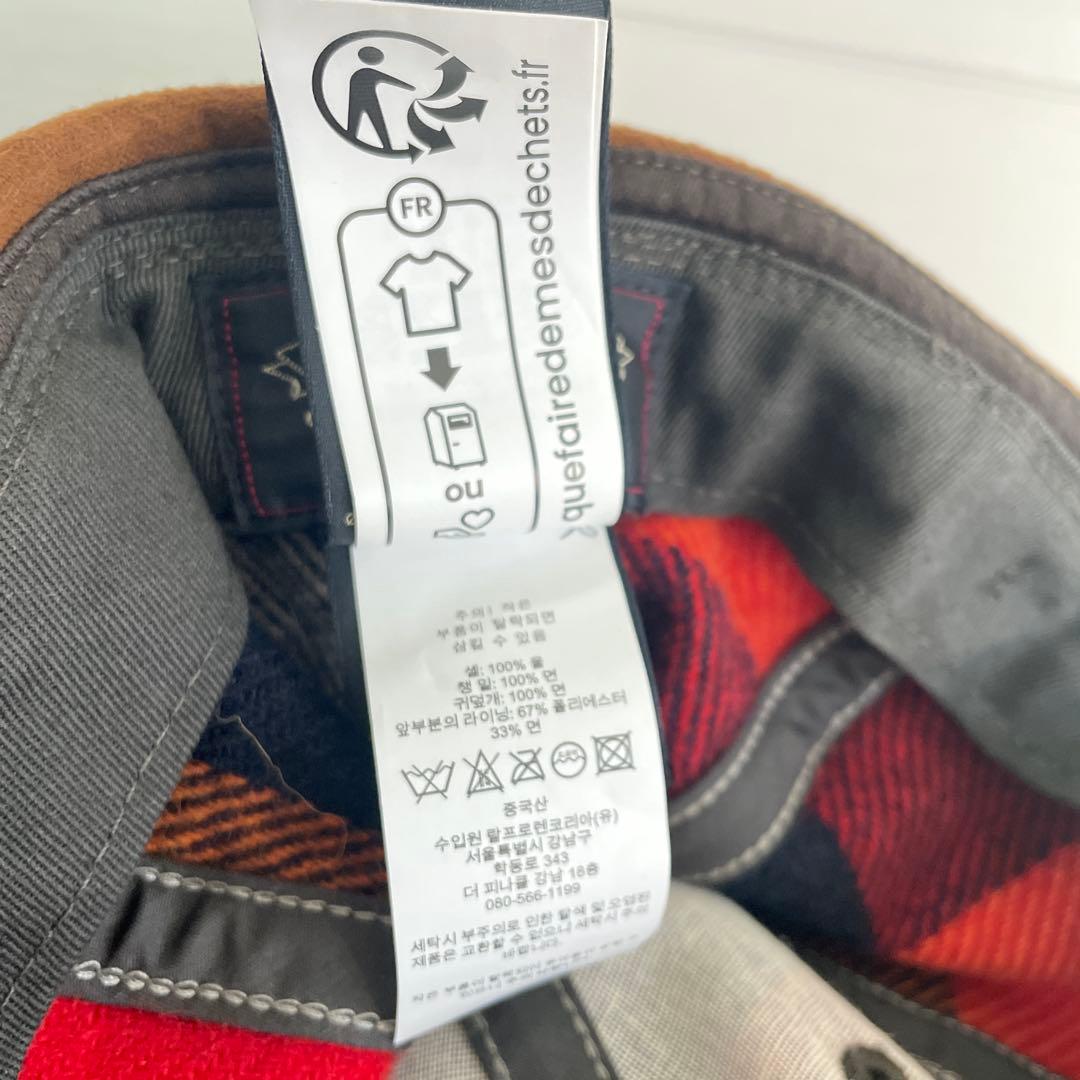 FR
OU
quefairedemesdechets.fr
주의! 작은
부품이 탈락되면
삼킬 수 있음
쉘: 100% 울
챙 밑: 100% 면
귀덮개: 100% 면
앞부분의 라이닝: 67% 폴리에스터
33% 면
중국산
수입원 랄프로렌코리아(유)
서울특별시 강남구
학동로 343
더 피나클 강남 18층
080-566-1199
세탁시 부주의로 인한 탈색 및 오염된
제품은 교환할 수 없으니 세탁시 주의
바랍니다.